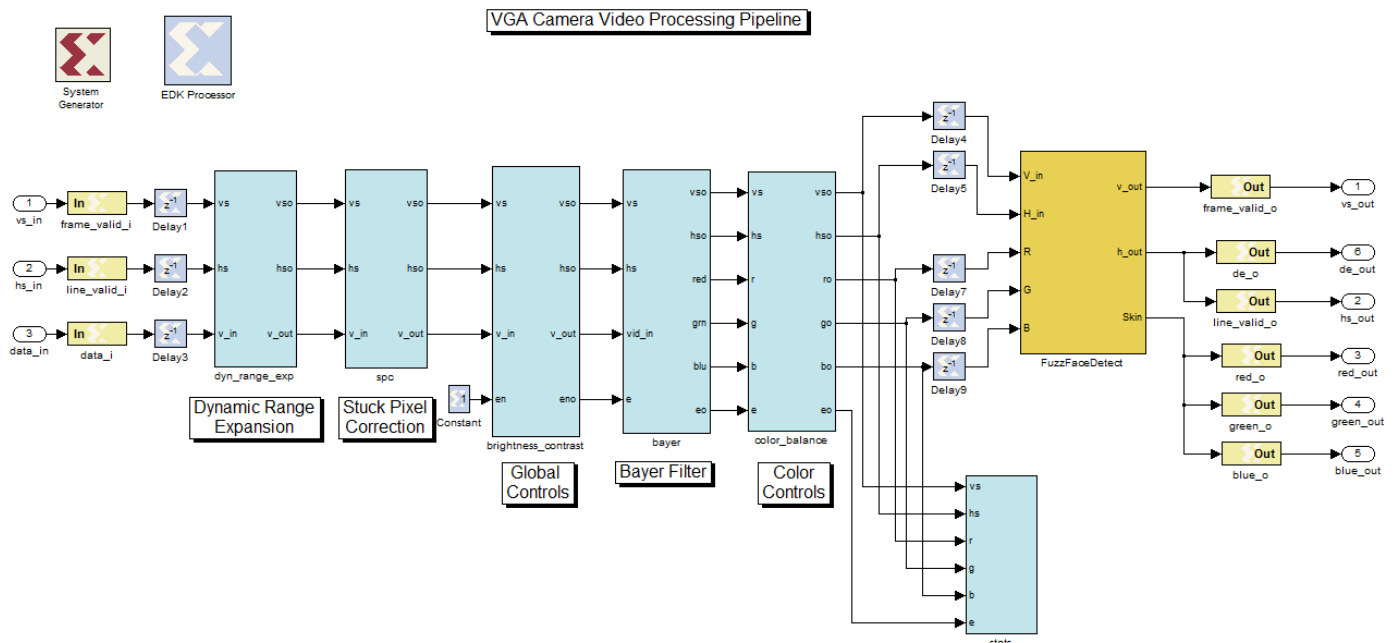 VGA Camera Video Processing Pipeline
System
Generator
EDK Processor
1
vs_in
In
frame_valid_i
z-1
Delay1
2
hs_in
In
line_valid_i
z-1
Delay2
3
data_in
In
data_i
z-1
Delay3
vs
hs
v_in
vso
hso
v_out
dyn_range_exp
Dynamic Range
Expansion
vs
hs
v_in
vso
hso
v_out
spc
Stuck Pixel
Correction
1
Constant
vs
hs
v_in
en
vso
hso
v_out
eno
brightness_contrast
Global
Controls
vs
hs
vid_in
e
vso
hso
red
grn
blu
eo
bayer
Bayer Filter
vs
hs
r
g
b
e
vso
hso
ro
go
bo
eo
color_balance
Color
Controls
z-1
Delay4
z-1
Delay5
z-1
Delay7
z-1
Delay8
z-1
Delay9
V_in
H_in
R
G
B
v_out
h_out
Skin
FuzzFaceDetect
vs
hs
r
g
b
e
Out
frame_valid_o
1
vs_out
Out
de_o
6
de_out
Out
line_valid_o
2
hs_out
Out
red_o
3
red_out
Out
green_o
4
green_out
Out
blue_o
5
blue_out